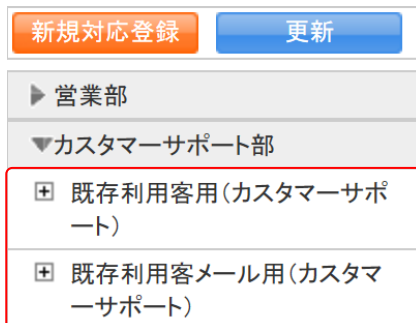 新規対応登録 更新
営業部
カスタマーサポート部
既存利用客用(カスタマーサポ
ート)
既存利用客メール用(カスタマ
ーサポート)